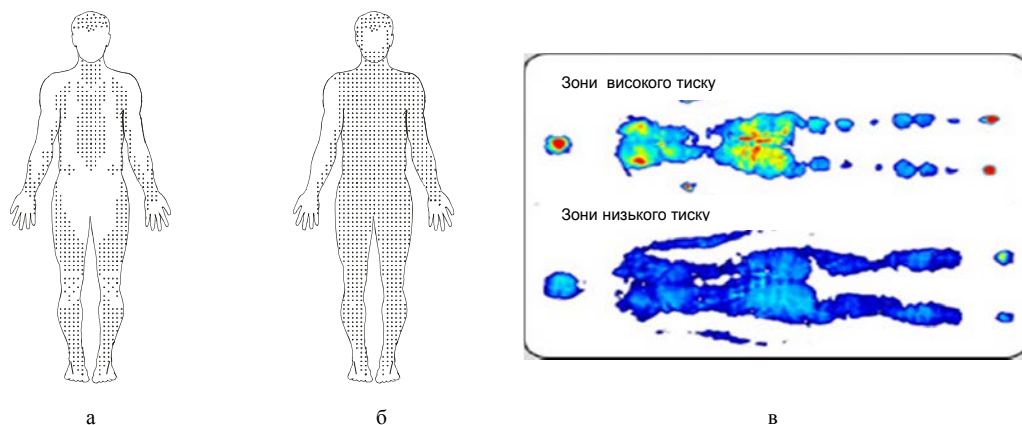 Зони високого тиску
Зони низького тиску
а
б
в